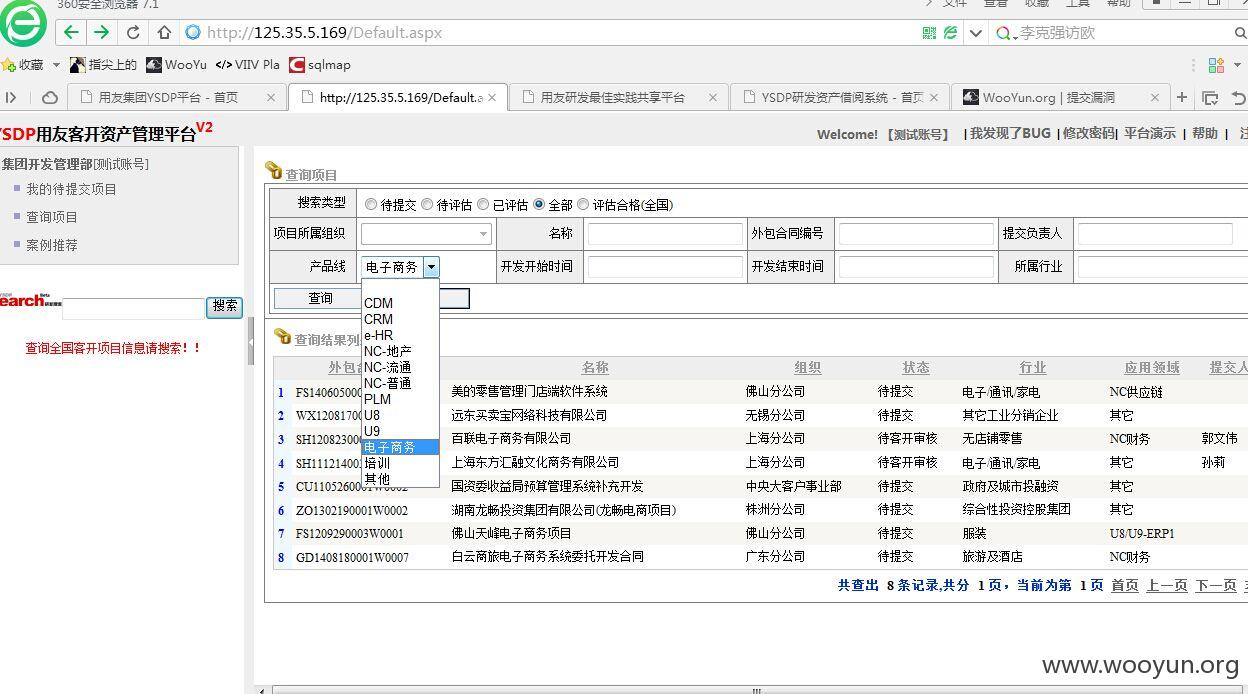 360安全浏览器 7.1
文件 查看 收藏 工具 帮助
http://125.35.5.169/Default.aspx
李克强访欧
收藏 指尖上的 WooYu </> VIIV Pla sqlmap
用友集团YSDP平台 - 首页
http://125.35.5.169/Default.a
用友研发最佳实践共享平台
YSDP研发资产借阅系统 - 首页
WooYun.org | 提交漏洞
YSDP用友客开资产管理平台V2
Welcome! 【测试账号】 |我发现了BUG |修改密码| 平台演示 | 帮助 |
集团开发管理部[测试账号]
我的待提交项目
查询项目
案例推荐
earch
搜索
查询全国客开项目信息请搜索！！
查询项目
搜索类型 待提交 待评估 已评估 全部 评估合格(全国)
项目所属组织 名称 外包合同编号 提交负责人
产品线 电子商务 开发开始时间 开发结束时间 所属行业
查询
CDM
CRM
e-HR
NC-地产
NC-流通
NC-普通
PLM
U8
U9
电子商务
培训
其他
查询结果列
外包合 名称 组织 状态 行业 应用领域 提交人
1 FS14060500 美的零售管理门店端软件系统 佛山分公司 待提交 电子/通讯/家电 NC供应链
2 WX12081700 远东买卖宝网络科技有限公司 无锡分公司 待提交 其它工业分销企业 其它
3 SH12082300 百联电子商务有限公司 上海分公司 待客开审核 无店铺零售 NC财务 郭文伟
4 SH11121400 上海东方汇融文化商务有限公司 上海分公司 待客开审核 电子/通讯/家电 其它 孙莉
5 CU1105260001W0002 国资委收益局预算管理系统补充开发 中央大客户事业部 待提交 政府及城市投融资 其它
6 ZO1302190001W0002 湖南龙畅投资集团有限公司(龙畅电商项目) 株洲分公司 待提交 综合性投资控股集团 其它
7 FS1209290003W0001 佛山天峰电子商务项目 佛山分公司 待提交 服装 U8/U9-ERP1
8 GD1408180001W0007 白云商旅电子商务系统委托开发合同 广东分公司 待提交 旅游及酒店 NC财务
共查出 8条记录,共分 1页，当前为第 1页 首页 上一页 下一页
www.wooyun.org